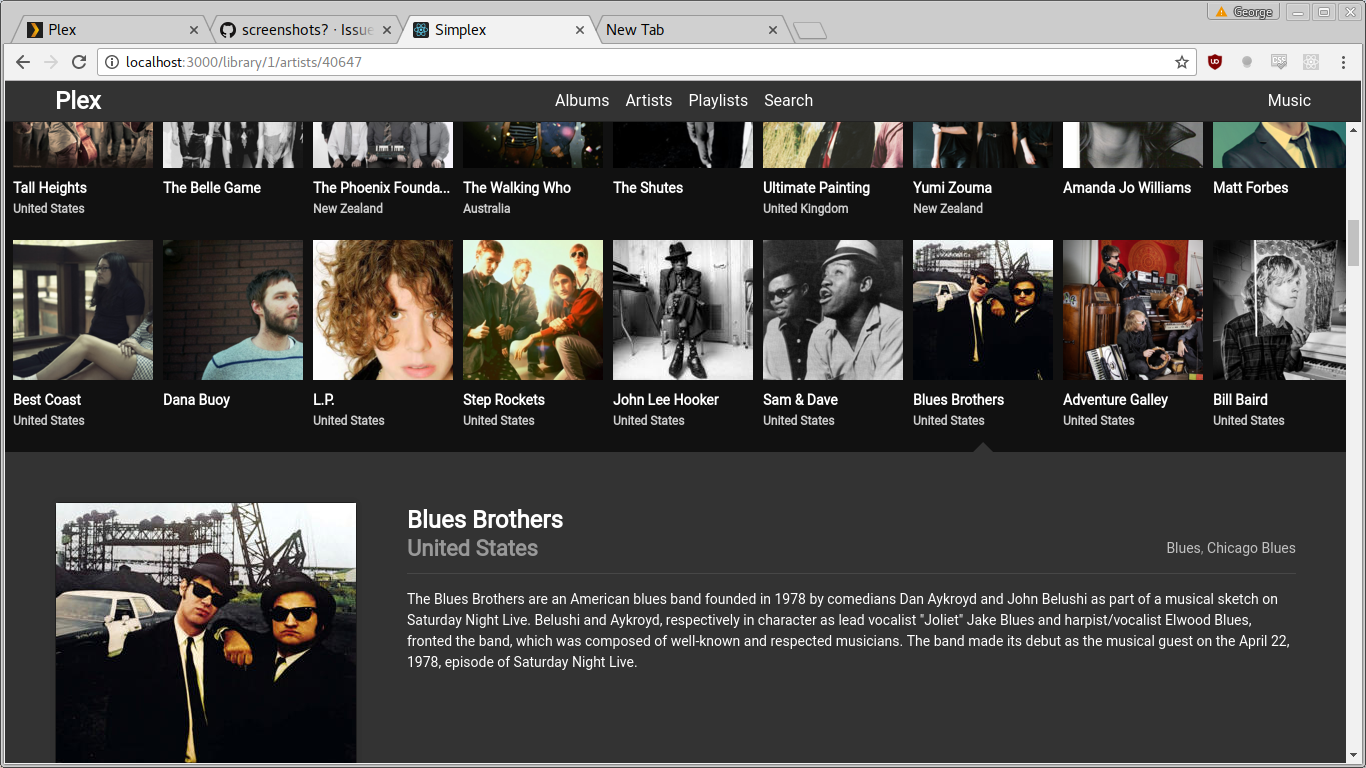 George
Plex
screenshots? · Issue
Simplex
New Tab
localhost:3000/library/1/artists/40647
Plex
Albums Artists Playlists Search
Music
Tall Heights The Belle Game The Phoenix Founda... The Walking Who The Shutes Ultimate Painting Yumi Zouma Amanda Jo Williams Matt Forbes
United States New Zealand Australia United Kingdom New Zealand
Best Coast Dana Buoy L.P. Step Rockets John Lee Hooker Sam & Dave Blues Brothers Adventure Galley Bill Baird
United States United States United States United States United States United States United States United States
Blues Brothers
United States
Blues, Chicago Blues
The Blues Brothers are an American blues band founded in 1978 by comedians Dan Aykroyd and John Belushi as part of a musical sketch on
Saturday Night Live. Belushi and Aykroyd, respectively in character as lead vocalist "Joliet" Jake Blues and harpist/vocalist Elwood Blues,
fronted the band, which was composed of well-known and respected musicians. The band made its debut as the musical guest on the April 22,
1978, episode of Saturday Night Live.